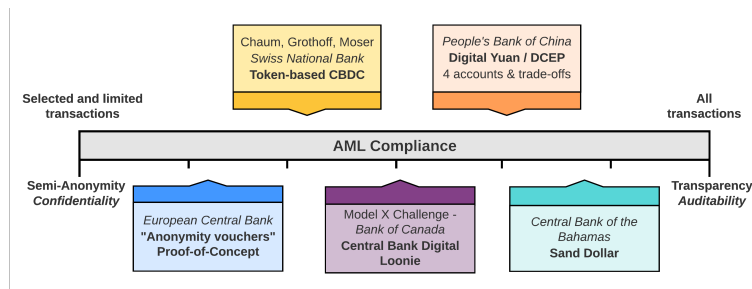 Chaum, Grothoff, Moser
Swiss National Bank
Token-based CBDC
People's Bank of China
Digital Yuan / DCEP
4 accounts & trade-offs
Selected and limited
transactions
All
transactions
AML Compliance
Semi-Anonymity
Confidentiality
Transparency
Auditability
European Central Bank
"Anonymity vouchers"
Proof-of-Concept
Model X Challenge -
Bank of Canada
Central Bank Digital
Loonie
Central Bank of the
Bahamas
Sand Dollar